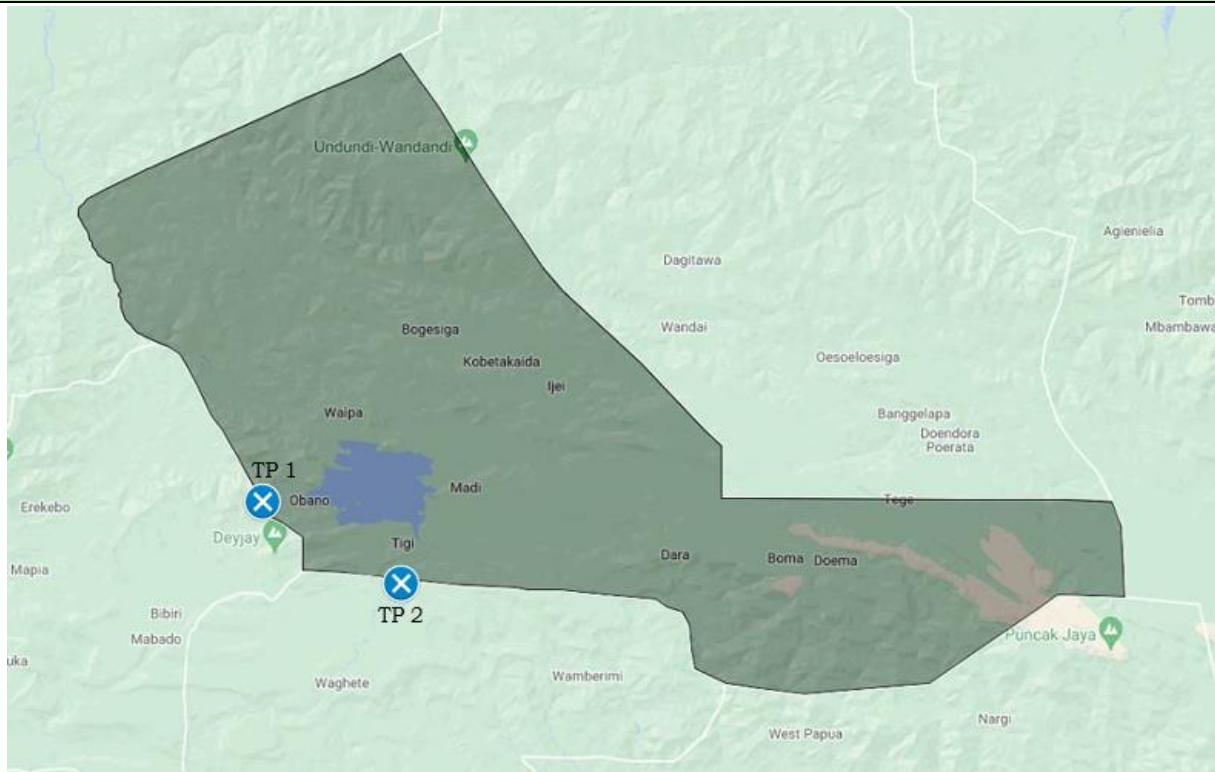 Undundi-Wandandi
Agienielia
Dagitawa
Tomb
Wandai
Mbambawa
Bogesiga
Oesoeloesiga
Kobetakaida
Ijei
Waipa
Banggelapa
Doendora
Poerata
TP 1
Madi
Obano
Tega
Erekebo
Deyjay
Tigi
Dara
Boma
Doema
Mapia
TP 2
Bibiri
Mabado
Puncak Jaya
uka
Wamberimi
Waghete
Nargi
West Papua